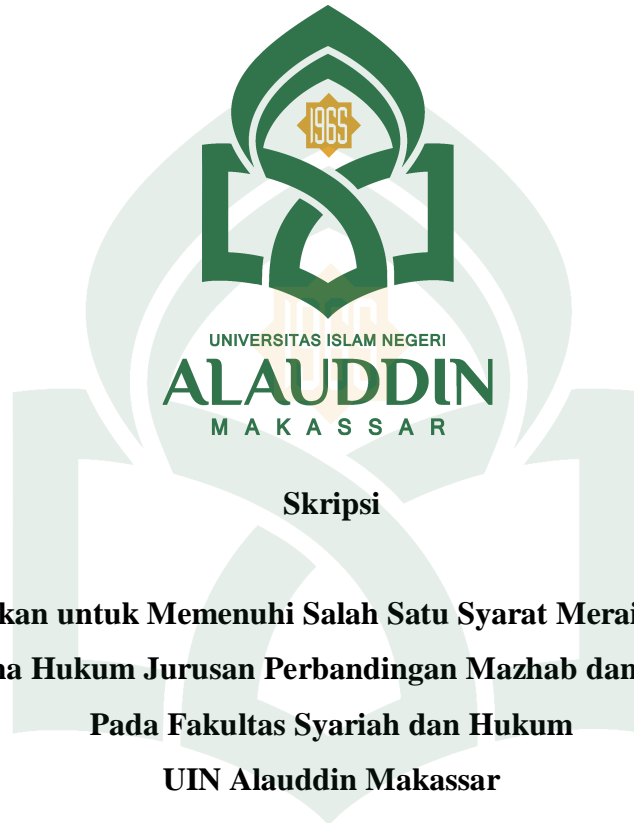 1965
UNIVERSITAS ISLAM NEGERI
ALAUDDIN
MAKASSAR
Skripsi
kan untuk Memenuhi Salah Satu Syarat Merai
na Hukum Jurusan Perbandingan Mazhab dan
Pada Fakultas Syariah dan Hukum
UIN Alauddin Makassar